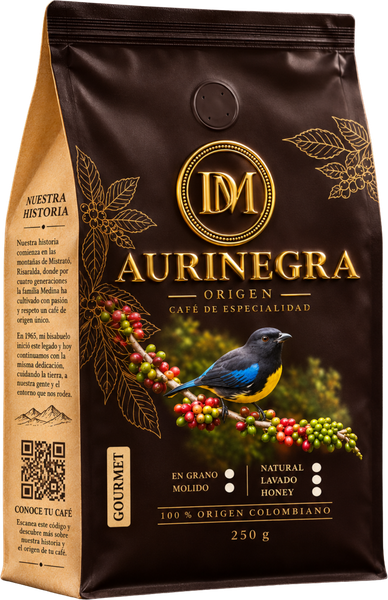 NUESTRA
HISTORIA
Nuestra historia
comienza en las
montañas de Mistrató,
Risaralda, donde por
cuatro generaciones
la familia Medina ha
cultivado con pasión
y respeto un café de
origen único.
En 1965, mi bisabuelo
inició este legado y hoy
continuamos con la
misma dedicación,
cuidando la tierra, a
nuestra gente y el
entorno que nos rodea.
CONOCE TU CAFÉ
Escanea este código y
descubre más sobre
nuestra historia y
el origen de tu café.
DM
AURINEGRA
ORIGEN
CAFÉ DE ESPECIALIDAD
GOURMET
EN GRANO
MOLIDO
NATURAL
LAVADO
HONEY
100 % ORIGEN COLOMBIANO
250 g